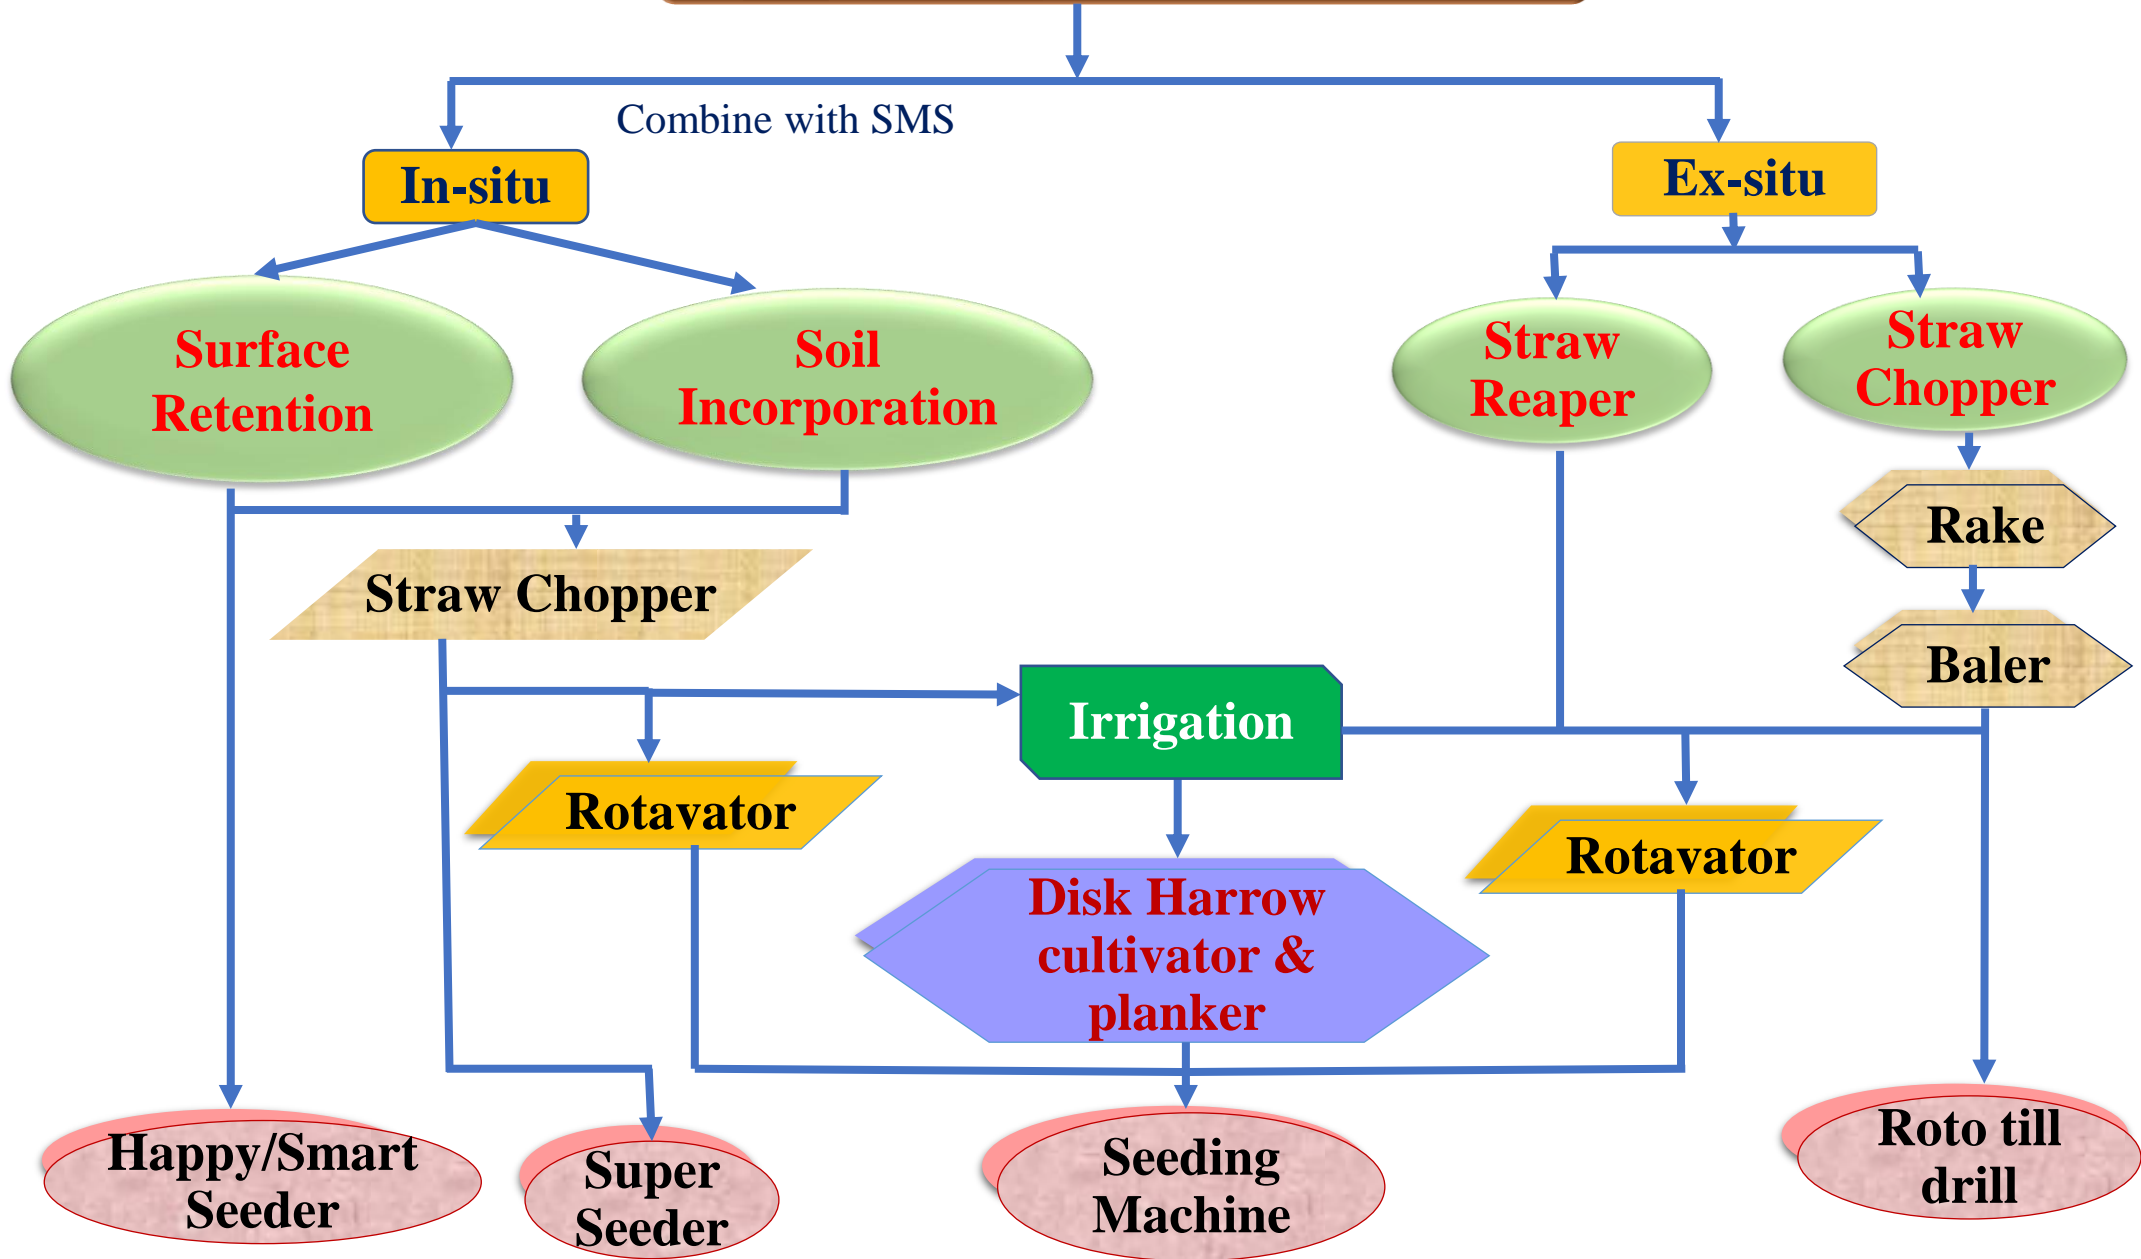 Combine with SMS
In-situ
Ex-situ
Surface
Retention
Soil
Incorporation
Straw
Reaper
Straw
Chopper
Rake
Straw Chopper
Baler
Irrigation
Rotavator
Rotavator
Disk Harrow
cultivator &
planker
Happy/Smart
Seeder
Super
Seeder
Seeding
Machine
Roto till
drill